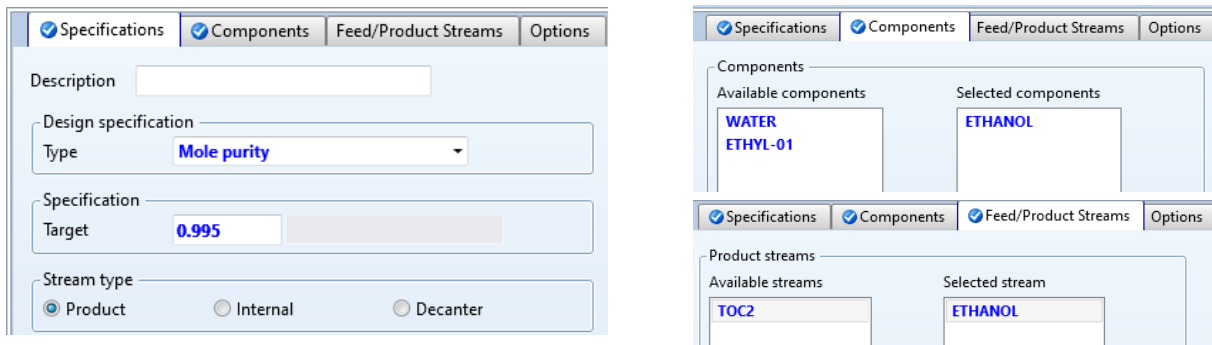 Specifications Components Feed/Product Streams Options
Description
Design specification
Type Mole purity
Specification
Target 0.995
Stream type
Product Internal Decanter
Specifications Components Feed/Product Streams Options
Components
Available components Selected components
WATER ETHANOL
ETHYL-01
Specifications Components Feed/Product Streams Options
Product streams
Available streams Selected stream
TOC2 ETHANOL